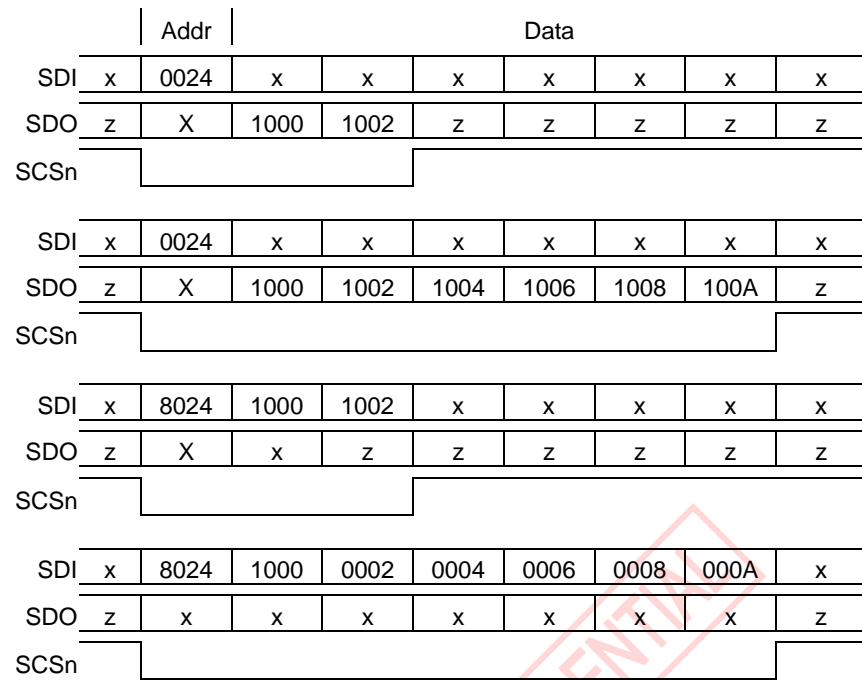 Addr Data
SDI x 0024 x x x x x x x
SDO z X 1000 1002 z z z z z
SCSn
SDI x 0024 x x x x x x x
SDO z X 1000 1002 1004 1006 1008 100A z
SCSn
SDI x 8024 1000 1002 x x x x x
SDO z X x z z z z z z
SCSn
SDI x 8024 1000 0002 0004 0006 0008 000A x
SDO z x x x x x x x z
SCSn